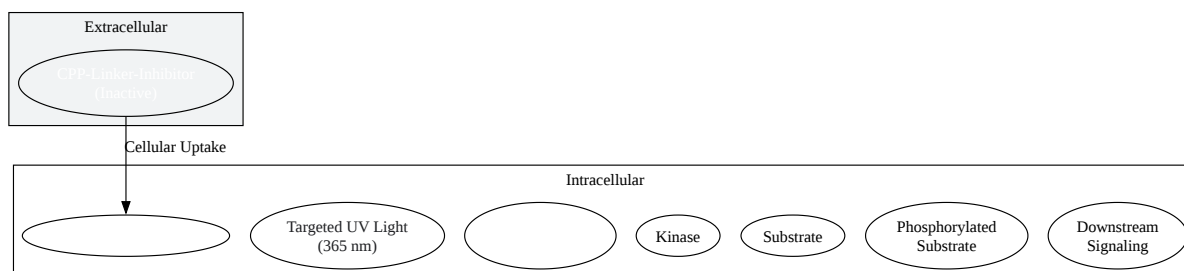 Extracellular
CPP-Linker-Inhibitor
(Inactive)
Cellular Uptake
Intracellular
Targeted UV Light
(365 nm)
Kinase
Substrate
Phosphorylated
Substrate
Downstream
Signaling